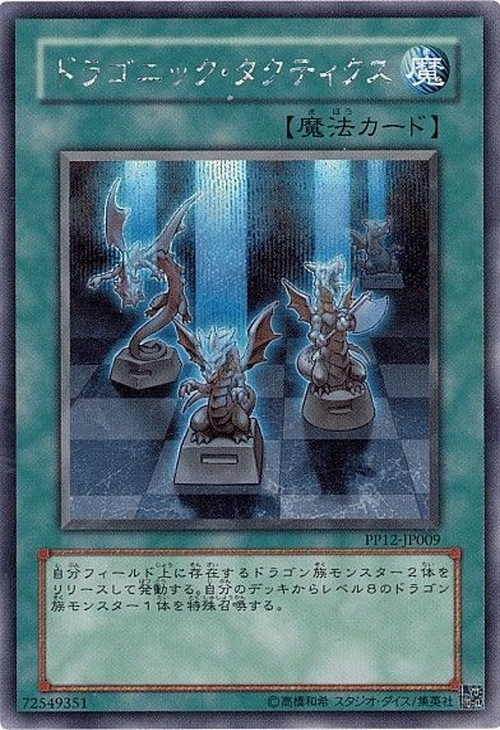 ドラゴニック・タクティクス
魔
【魔法カード】
PP12-JP009
自分フィールド上に存在するドラゴン族モンスター2体を
リリースして発動する。自分のデッキからレベル8のドラゴン
族モンスター1体を特殊召喚する。
72549351
©高橋和希 スタジオ・ダイス/集英社